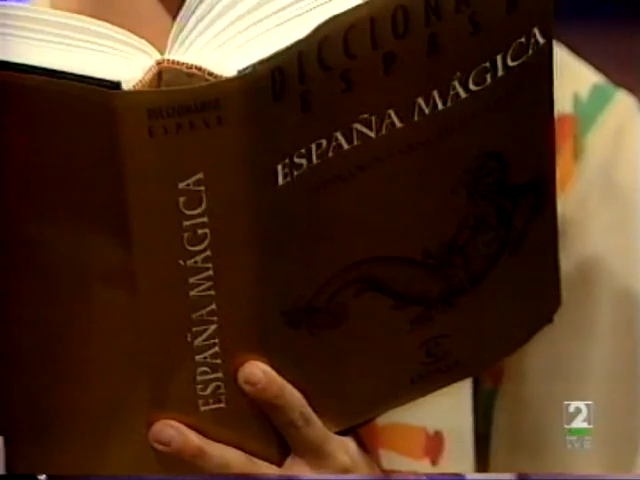 DICCIONARIO
ESPASA
ESPAÑA MÁGICA
DICCIONARIO
ESPASA
ESPAÑA MÁGICA
2